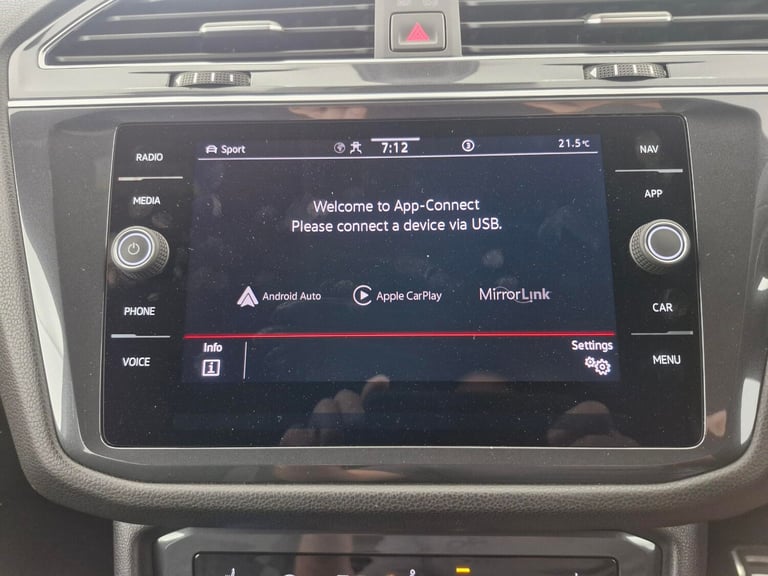 RADIO
MEDIA
PHONE
VOICE
Sport
7:12
3
21.5°C
Welcome to App-Connect
Please connect a device via USB.
Android Auto
Apple CarPlay
MirrorLink
Info
i
Settings
NAV
APP
CAR
MENU